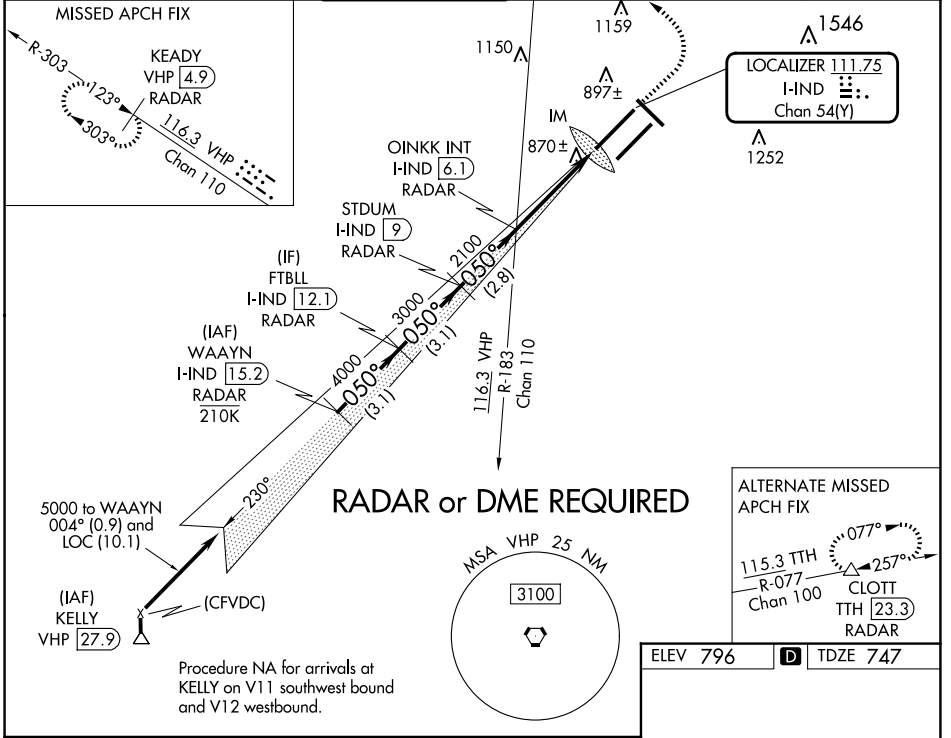 MISSED APCH FIX
R-303
KEADY
VHP 4.9
RADAR
123°
303°
116.3 VHP
Chan 110
1159
1150
1546
897±
LOCALIZER 111.75
I-IND
Chan 54(Y)
IM
870±
1252
OINKK INT
I-IND 6.1
RADAR
STDUM
I-IND 9
RADAR
2100
050°
(2.8)
(IF)
FTBLL
I-IND 12.1
RADAR
3000
050°
(3.1)
(IAF)
WAAYN
I-IND 15.2
RADAR
210K
4000
050°
(3.1)
116.3 VHP
R-183
Chan 110
230°
RADAR or DME REQUIRED
5000 to WAAYN
004° (0.9) and
LOC (10.1)
(IAF)
KELLY
VHP 27.9
(CFVDC)
MSA VHP 25 NM
3100
Procedure NA for arrivals at
KELLY on V11 southwest bound
and V12 westbound.
ALTERNATE MISSED
APCH FIX
077°
257°
115.3 TTH
R-077
Chan 100
CLOTT
TTH 23.3
RADAR
ELEV 796 D TDZE 747